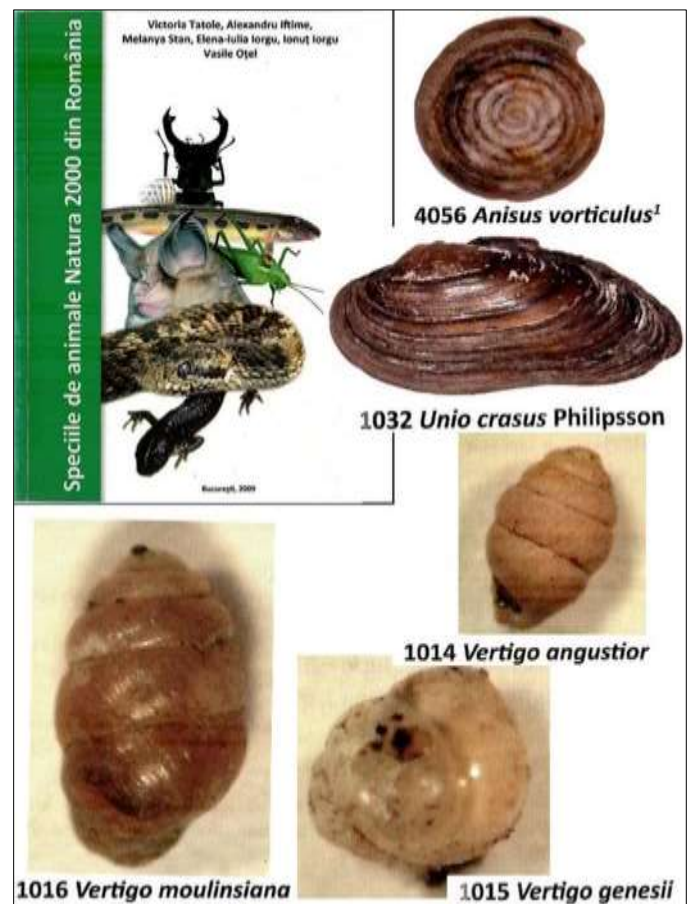 Victoria Tatole, Alexandru Iftime,
Melanya Stan, Elena-Iulia Iorgu, Ionuț Iorgu
Vasile Oțel
Speciile de animale Natura 2000 din România
București, 2009
4056 Anisus vorticulus¹
1032 Unio crasus Philipsson
1014 Vertigo angustior
1016 Vertigo moulinsiana
1015 Vertigo genesii